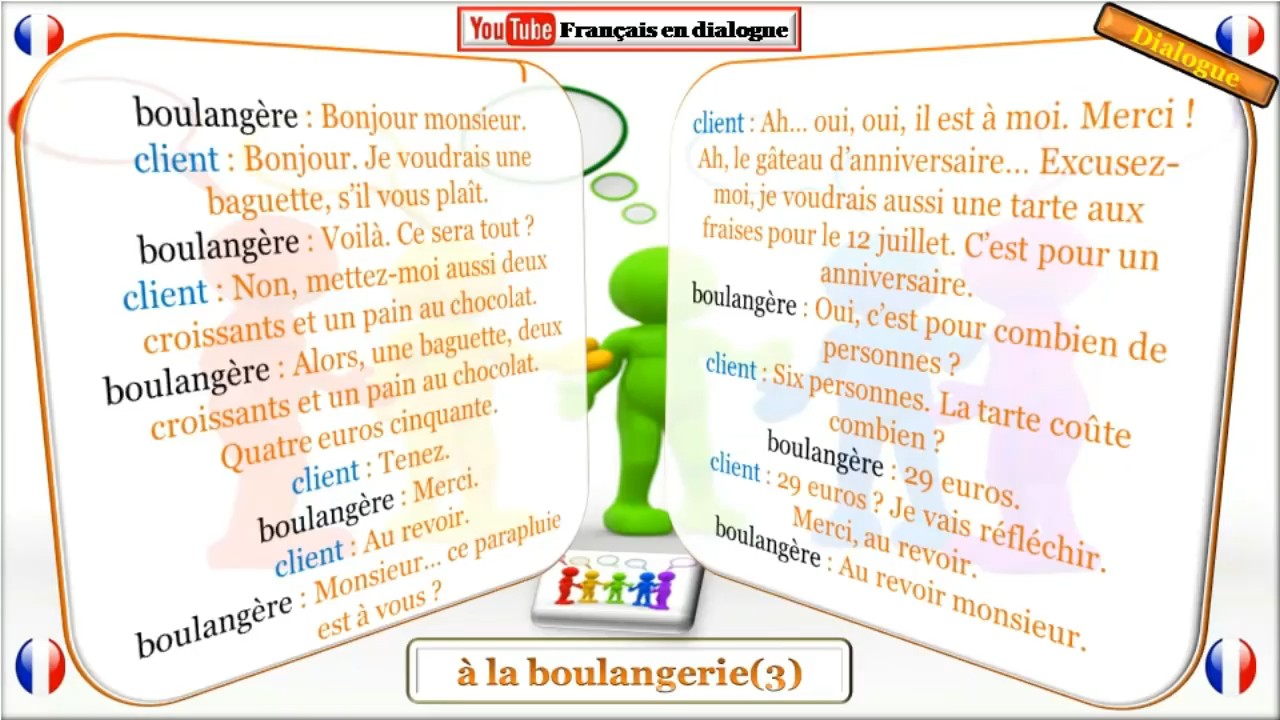 YouTube Français en dialogue
Dialogue
boulangère : Bonjour monsieur.
client : Bonjour. Je voudrais une
baguette, s'il vous plaît.
boulangère : Voilà. Ce sera tout ?
client : Non, mettez-moi aussi deux
croissants et un pain au chocolat.
boulangère : Alors, une baguette, deux
croissants et un pain au chocolat.
Quatre euros cinquante.
client : Tenez.
boulangère : Merci.
client : Au revoir.
boulangère : Monsieur... ce parapluie
est à vous ?
client : Ah... oui, oui, il est à moi. Merci !
Ah, le gâteau d'anniversaire... Excusez-
moi, je voudrais aussi une tarte aux
fraises pour le 12 juillet. C'est pour un
anniversaire.
boulangère : Oui, c'est pour combien de
personnes ?
client : Six personnes. La tarte coûte
combien ?
boulangère : 29 euros.
client : 29 euros ? Je vais réfléchir.
Merci, au revoir.
boulangère : Au revoir monsieur.
à la boulangerie(3)